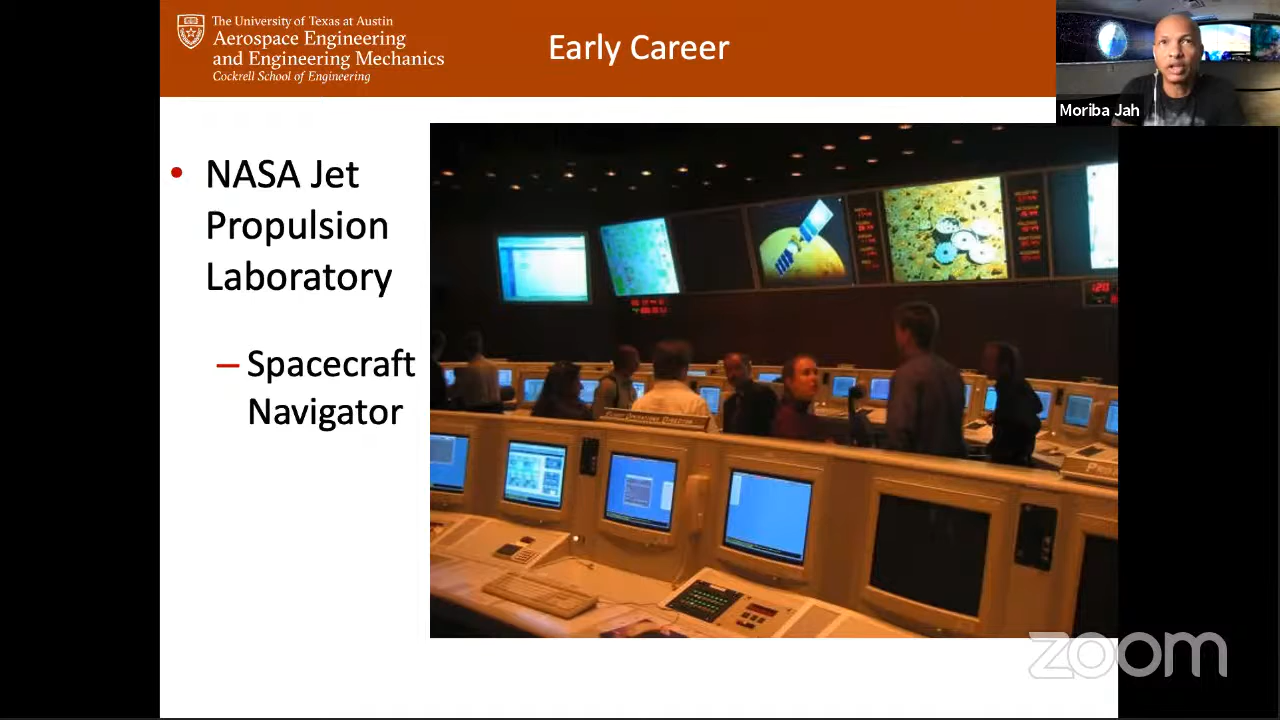 The University of Texas at Austin
Aerospace Engineering
and Engineering Mechanics
Cockrell School of Engineering
Early Career
Moriba Jah
• NASA Jet
Propulsion
Laboratory
– Spacecraft
Navigator
zoom